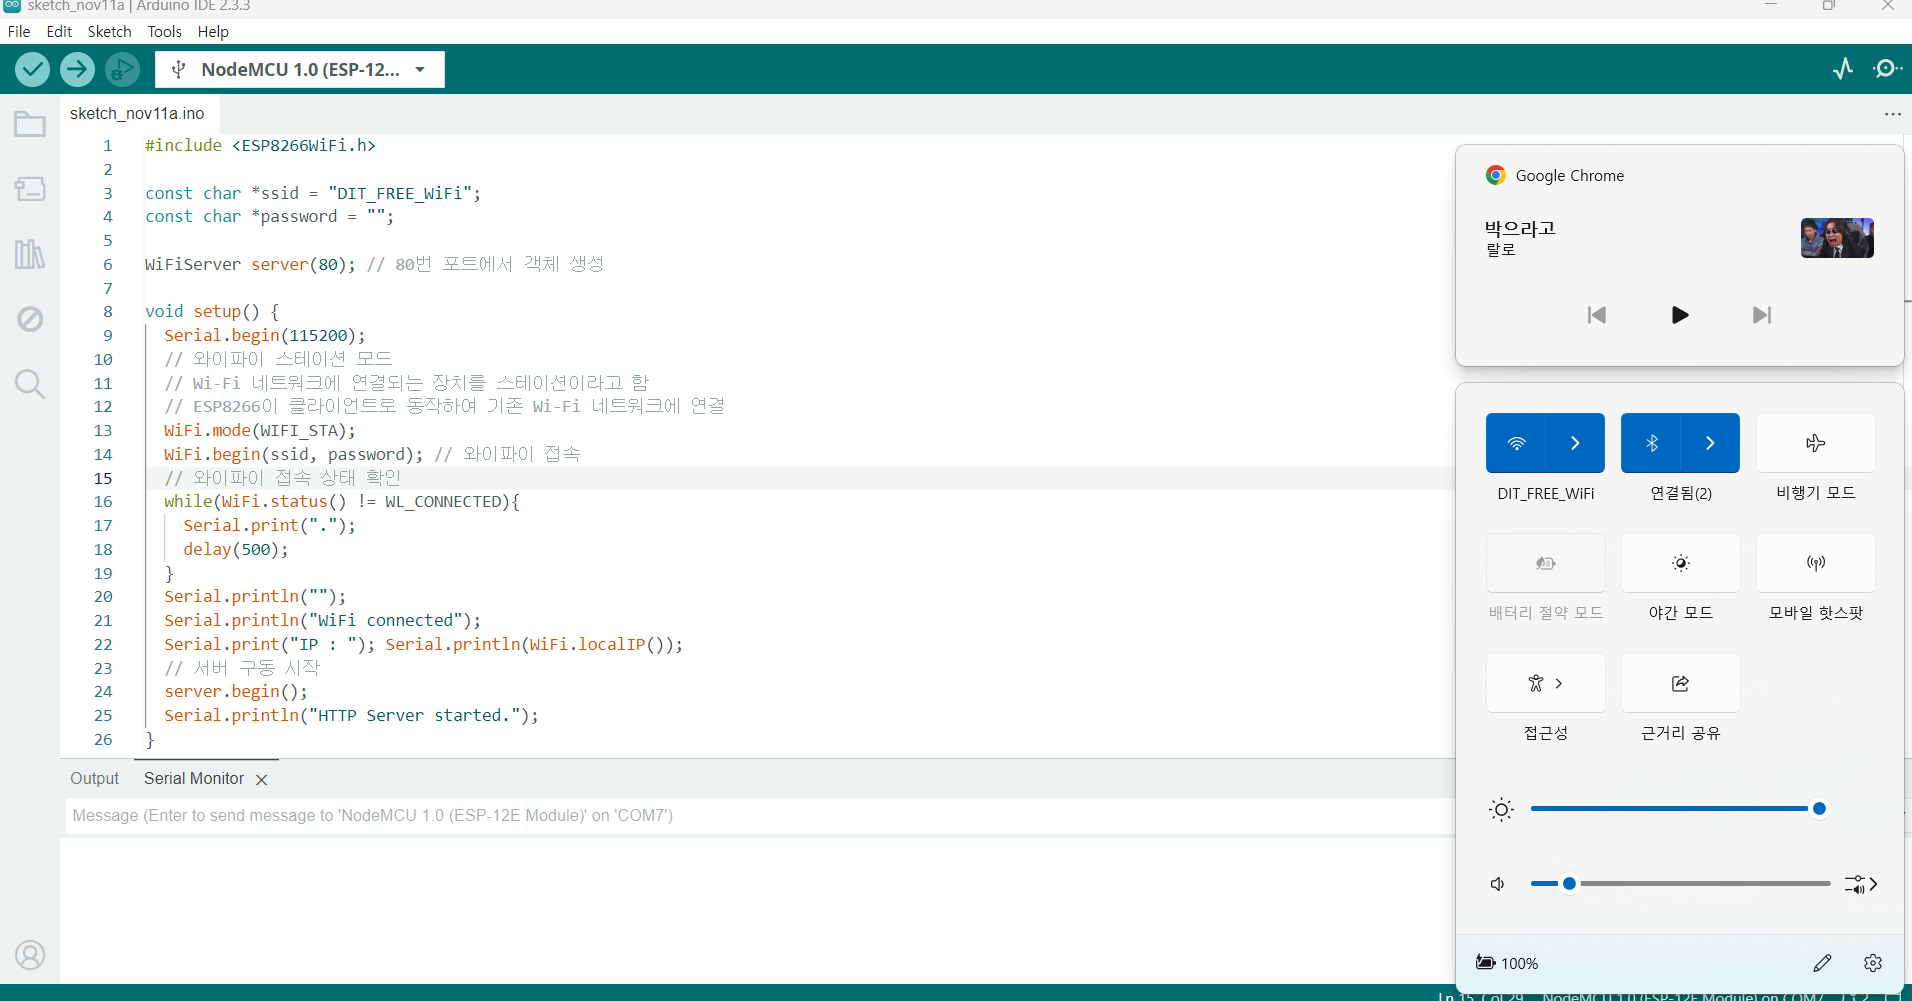 sketch_nov11a | Arduino IDE 2.3.3
File Edit Sketch Tools Help
NodeMCU 1.0 (ESP-12...
sketch_nov11a.ino
1 #include <ESP8266WiFi.h>
2
3 const char *ssid = "DIT_FREE_WiFi";
4 const char *password = "";
5
6 WiFiServer server(80); // 80번 포트에서 객체 생성
7
8 void setup() {
9 Serial.begin(115200);
10 // 와이파이 스테이션 모드
11 // Wi-Fi 네트워크에 연결되는 장치를 스테이션이라고 함
12 // ESP8266이 클라이언트로 동작하여 기존 Wi-Fi 네트워크에 연결
13 WiFi.mode(WIFI_STA);
14 WiFi.begin(ssid, password); // 와이파이 접속
15 // 와이파이 접속 상태 확인
16 while(WiFi.status() != WL_CONNECTED){
17 Serial.print(".");
18 delay(500);
19 }
20 Serial.println("");
21 Serial.println("WiFi connected");
22 Serial.print("IP : "); Serial.println(WiFi.localIP());
23 // 서버 구동 시작
24 server.begin();
25 Serial.println("HTTP Server started.");
26 }
Output Serial Monitor
Message (Enter to send message to 'NodeMCU 1.0 (ESP-12E Module)' on 'COM7')
Google Chrome
박으라고
랄로
DIT_FREE_WiFi 연결됨(2) 비행기 모드
배터리 절약 모드 야간 모드 모바일 핫스팟
접근성 근거리 공유
100%
Ln 15, Col 29 NodeMCU 1.0 (ESP-12E Module) on COM7